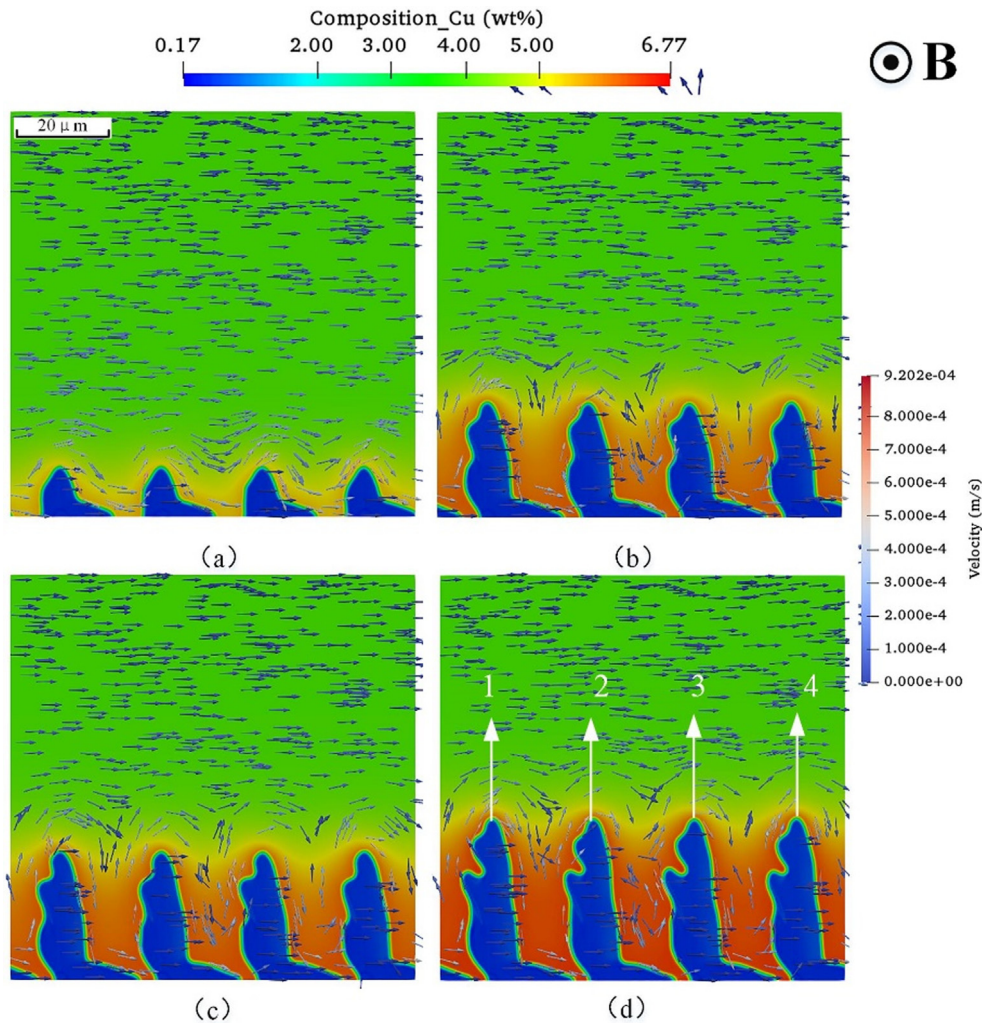 Composition_Cu (wt%)
0.17 2.00 3.00 4.00 5.00 6.77
B
20 μm
(a)
(b)
9.202e-04
8.000e-4
7.000e-4
6.000e-4
5.000e-4
4.000e-4
3.000e-4
2.000e-4
1.000e-4
0.000e+00
Velocity (m/s)
1 2 3 4
(c)
(d)